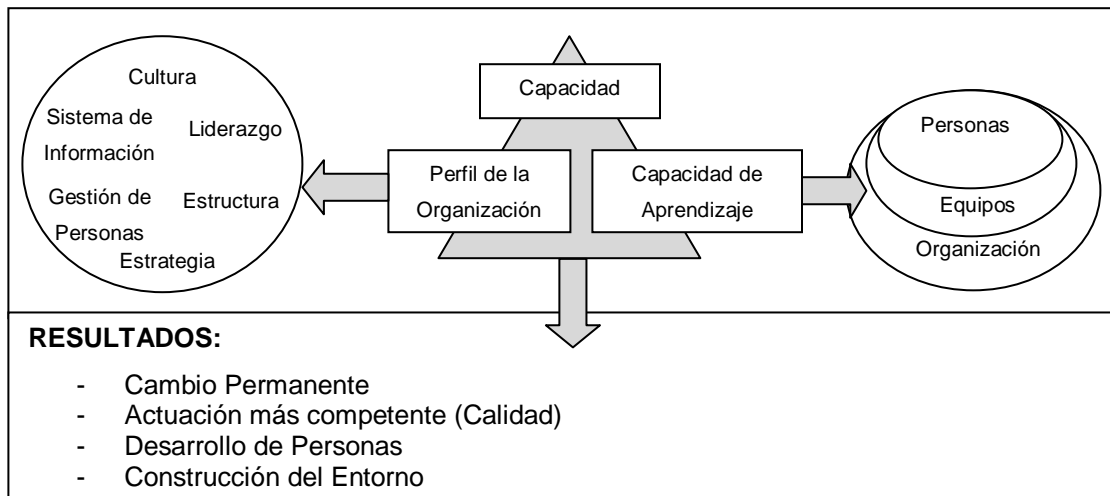 Cultura
Sistema de
Información
Liderazgo
Gestión de
Personas
Estructura
Estrategia
Capacidad
Perfil de la
Organización
Capacidad de
Aprendizaje
Personas
Equipos
Organización
RESULTADOS:
- Cambio Permanente
- Actuación más competente (Calidad)
- Desarrollo de Personas
- Construcción del Entorno